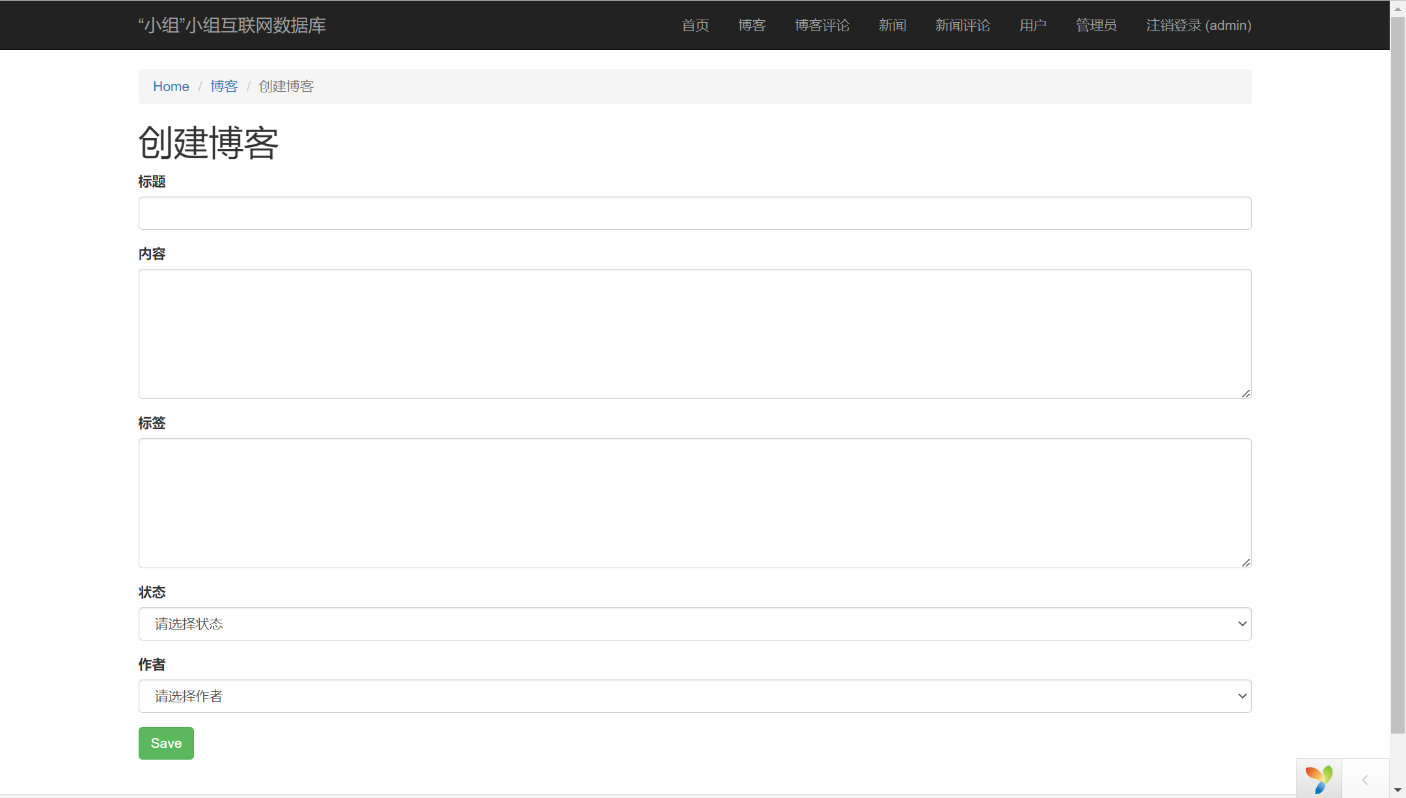 “小组”小组互联网数据库 首页 博客 博客评论 新闻 新闻评论 用户 管理员 注销登录 (admin)
Home / 博客 / 创建博客
创建博客
标题
内容
标签
状态
请选择状态
作者
请选择作者
Save